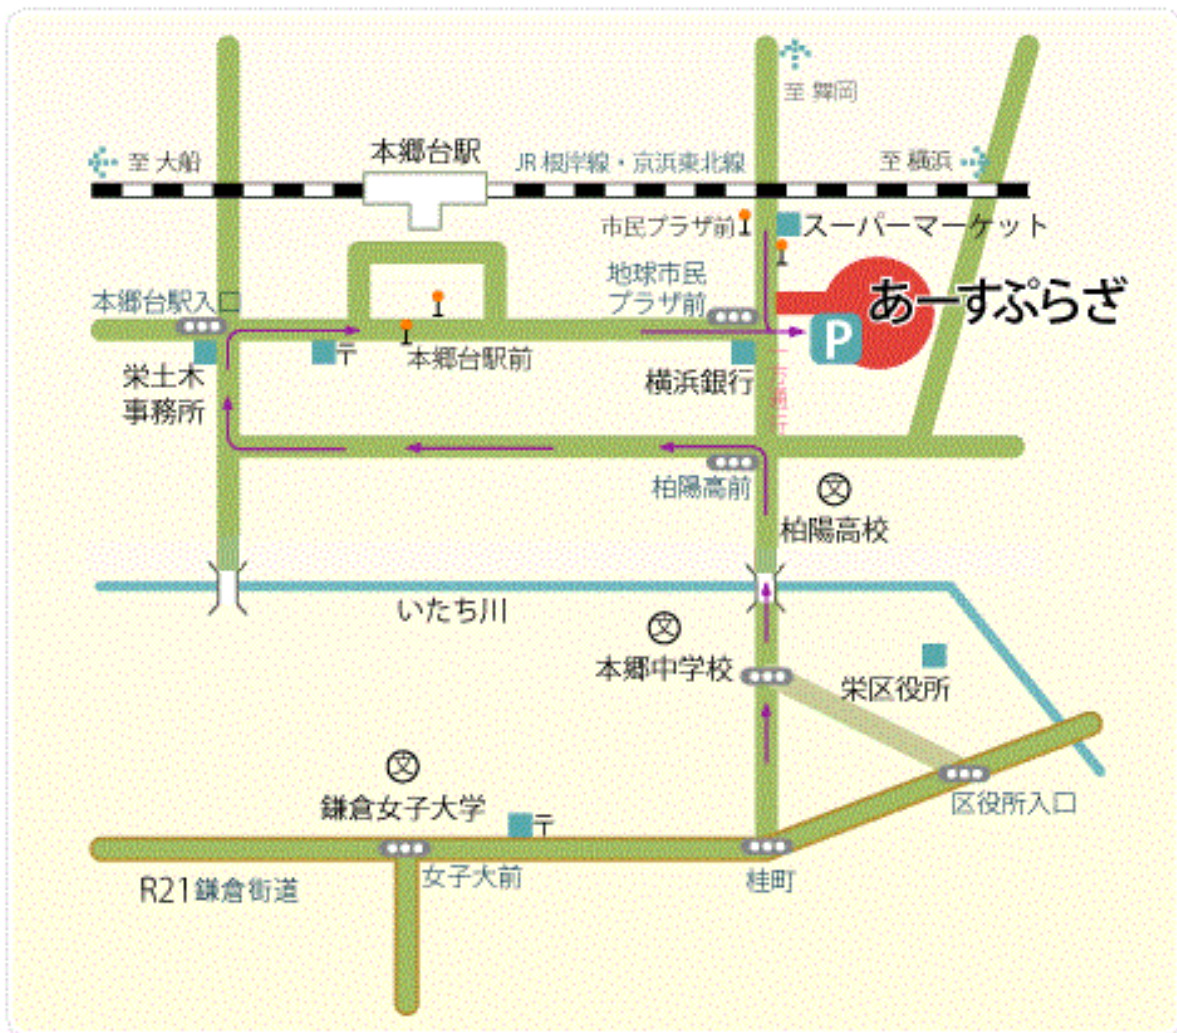 至 舞岡
本郷台駅
至 大船
JR 根岸線・京浜東北線
至 横浜
市民プラザ前
スーパーマーケット
地球市民
プラザ前
あーすぷらざ
本郷台駅入口
P
〒
本郷台駅前
一方通行
栄土木
事務所
横浜銀行
柏陽高前
文
柏陽高校
いたち川
文
本郷中学校
栄区役所
文
鎌倉女子大学
〒
区役所入口
女子大前
桂町
R21鎌倉街道